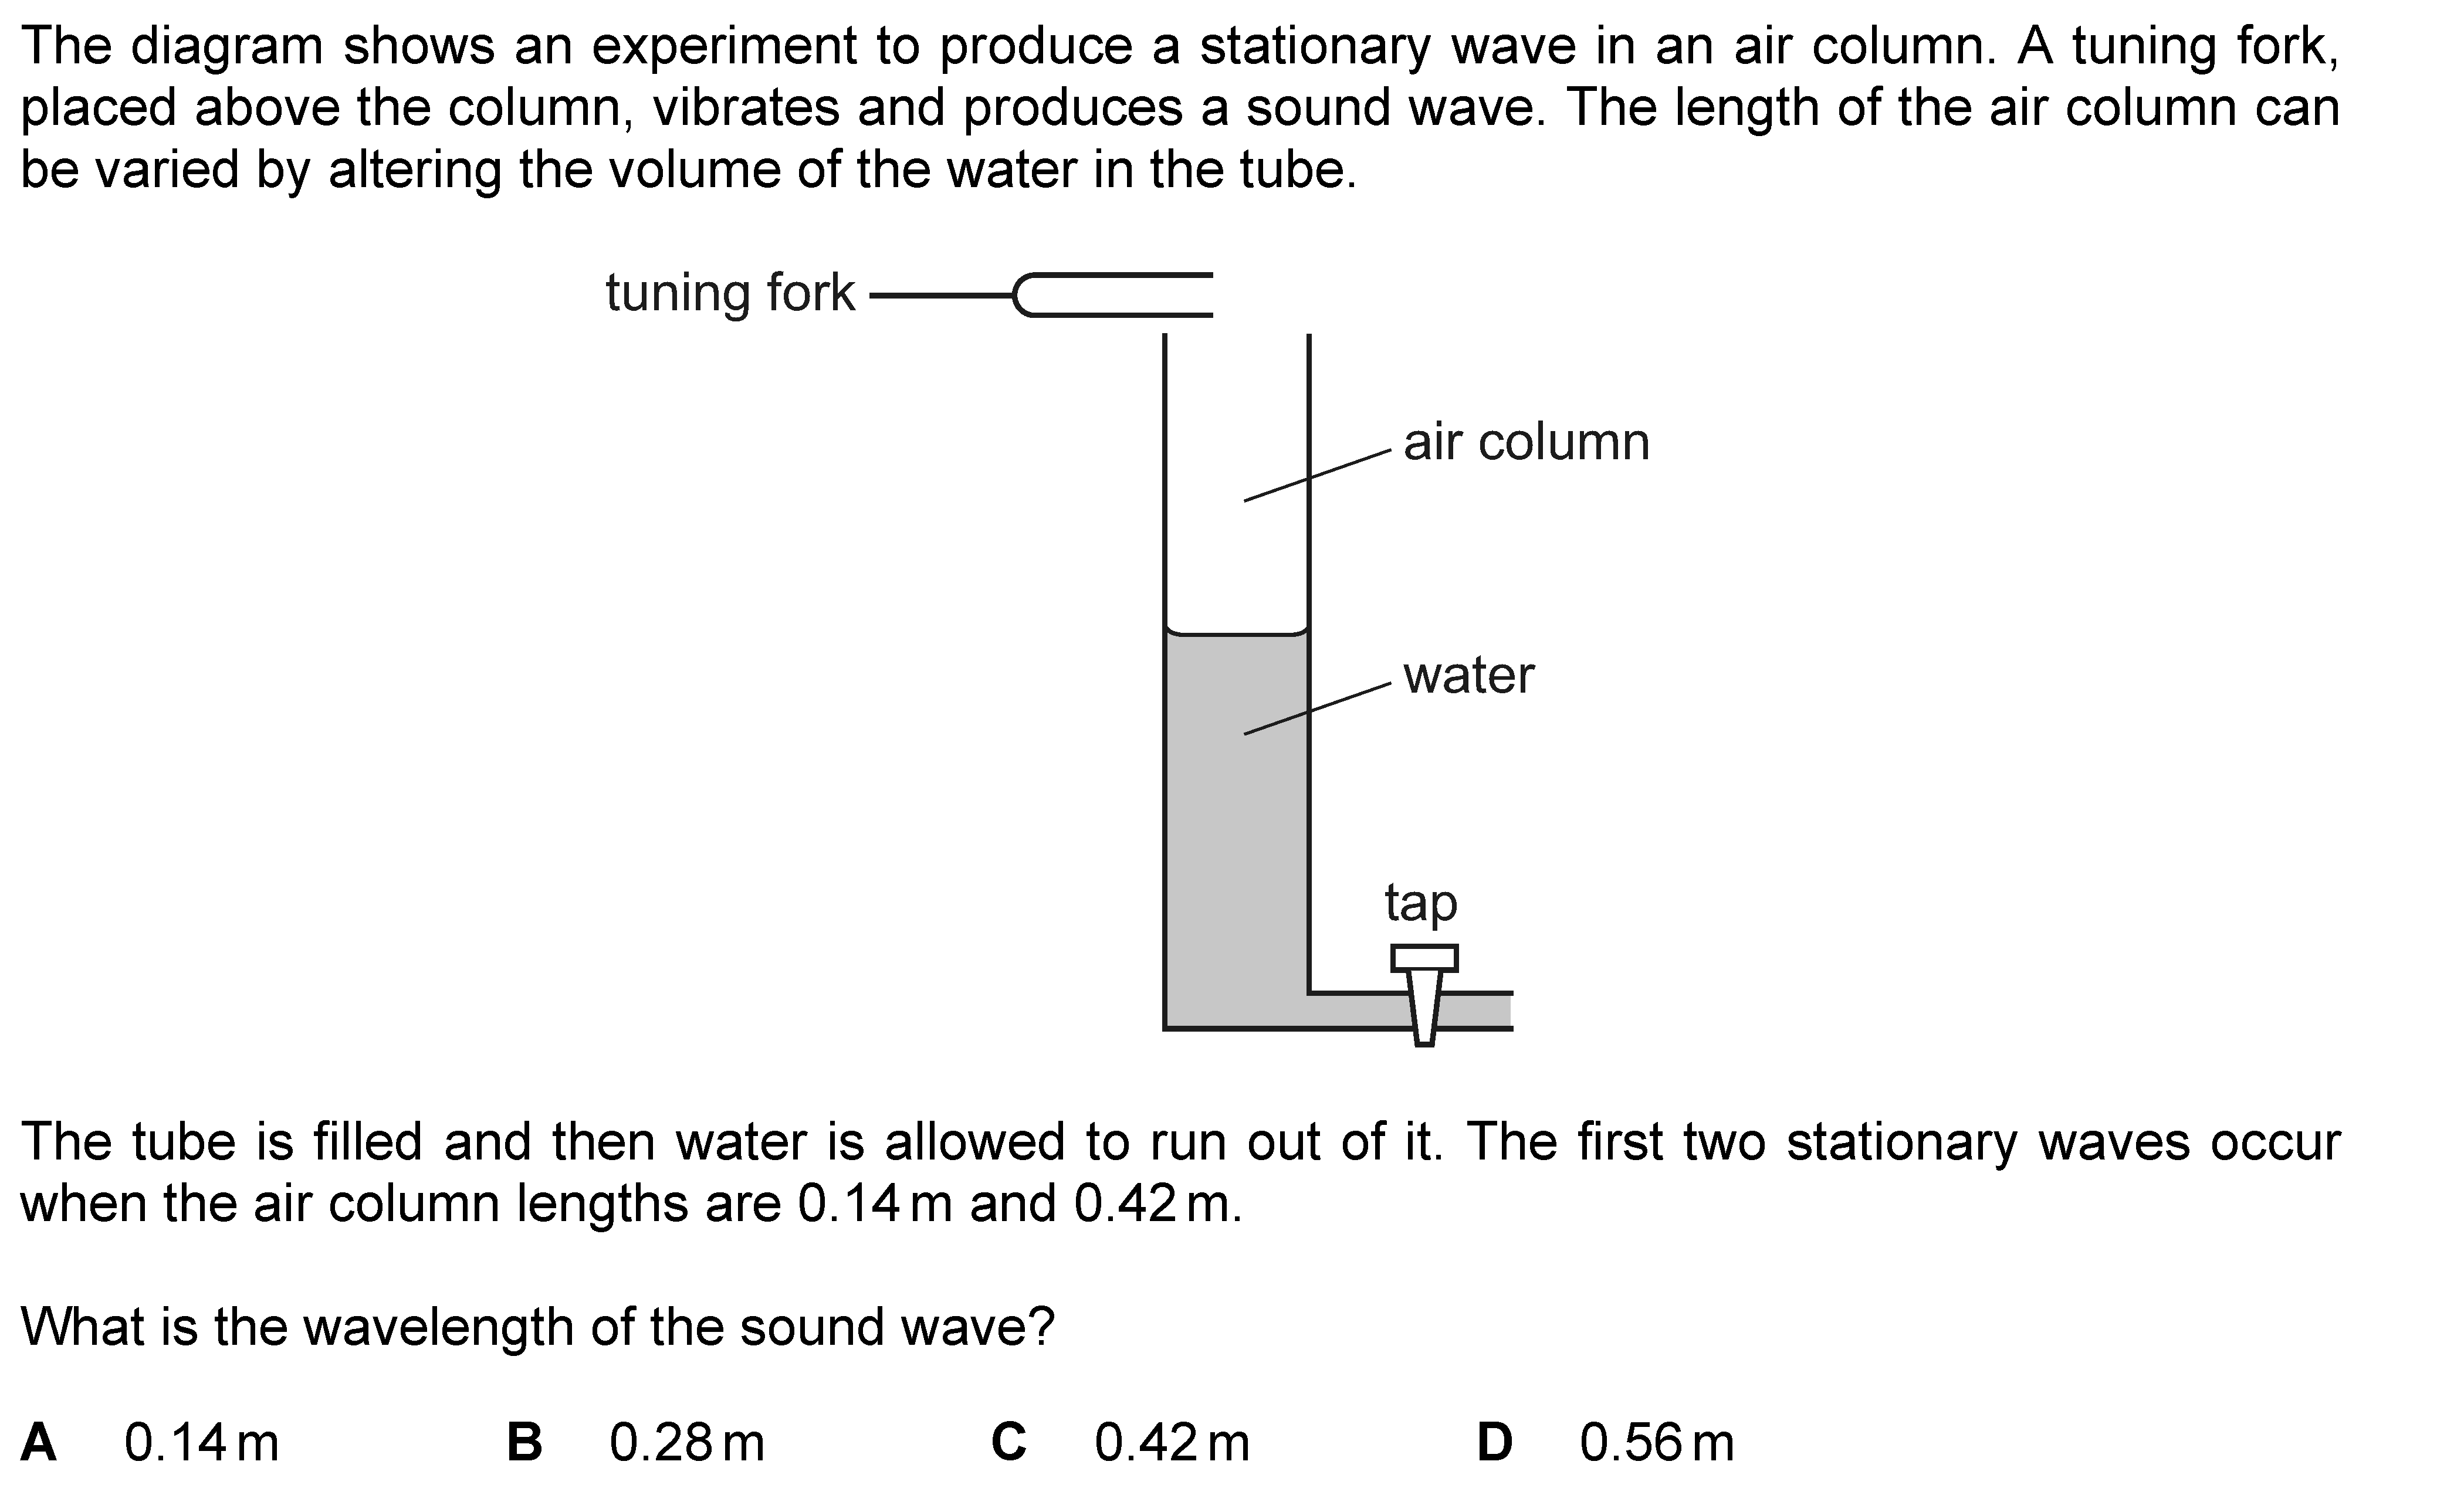 The diagram shows an experiment to produce a stationary wave in an air column. A tuning fork,
placed above the column, vibrates and produces a sound wave. The length of the air column can
be varied by altering the volume of the water in the tube.
tuning fork
air column
water
tap
The tube is filled and then water is allowed to run out of it. The first two stationary waves occur
when the air column lengths are 0.14 m and 0.42 m.
What is the wavelength of the sound wave?
A 0.14 m B 0.28 m C 0.42 m D 0.56 m